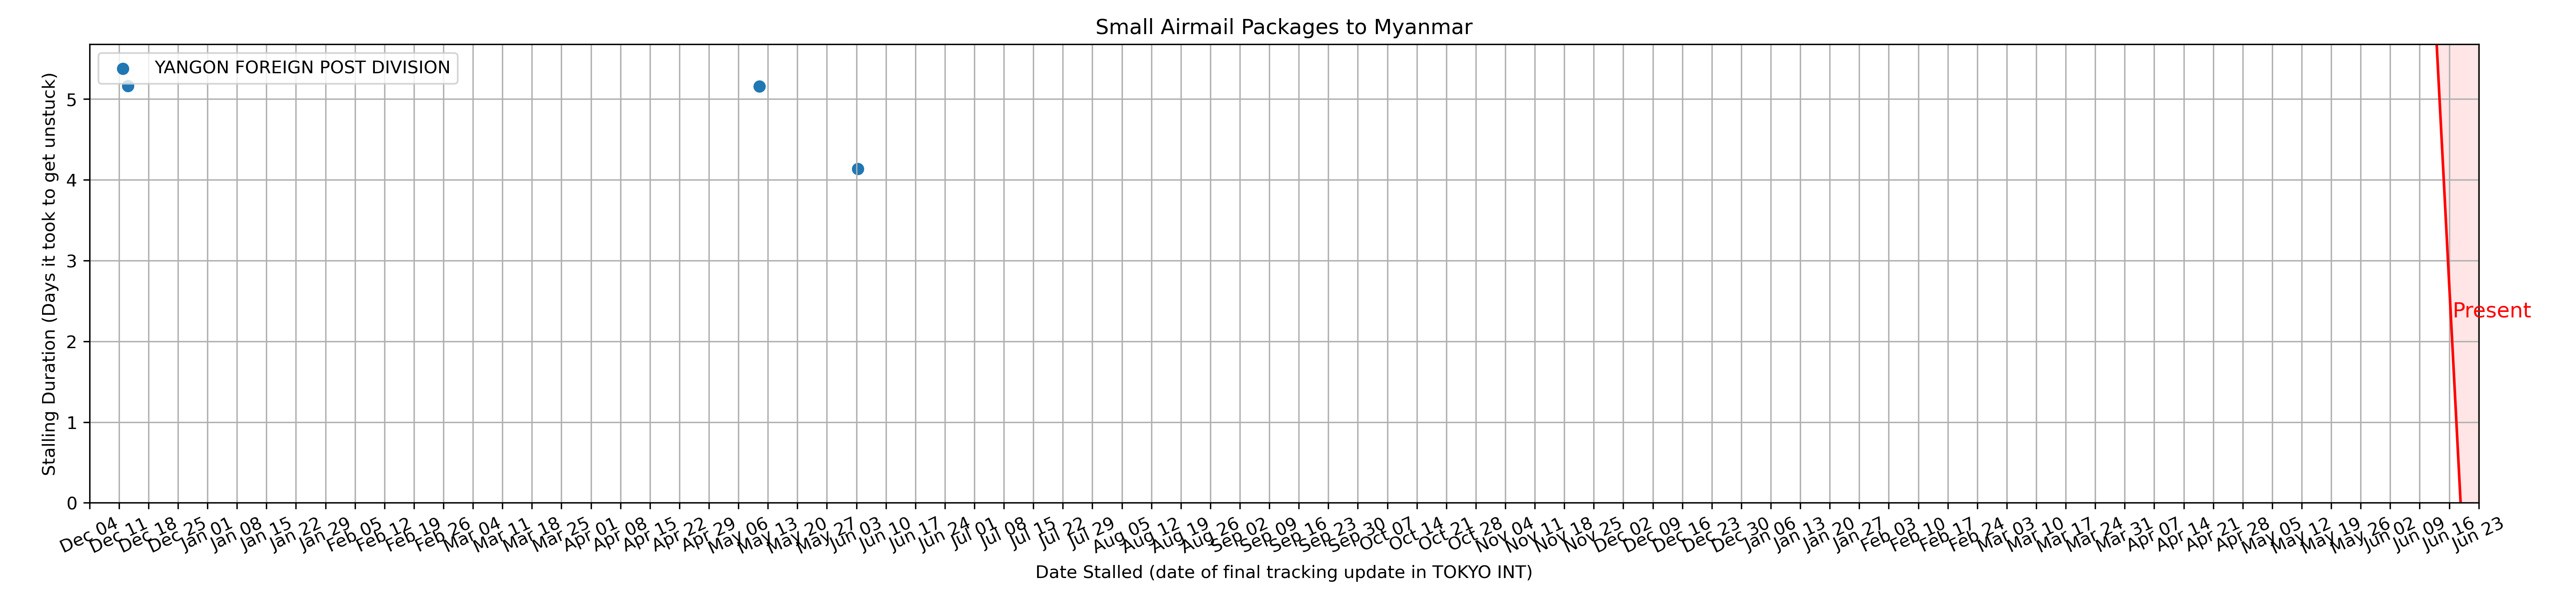 Small Airmail Packages to Myanmar
YANGON FOREIGN POST DIVISION
Stalling Duration (Days it took to get unstuck)
5
4
3
2
1
0
Present
Dec 04
Dec 11
Dec 18
Dec 25
Jan 01
Jan 08
Jan 15
Jan 22
Jan 29
Feb 05
Feb 12
Feb 19
Feb 26
Mar 04
Mar 11
Mar 18
Mar 25
Apr 01
Apr 08
Apr 15
Apr 22
Apr 29
May 06
May 13
May 20
May 27
Jun 03
Jun 10
Jun 17
Jun 24
Jul 01
Jul 08
Jul 15
Jul 22
Jul 29
Aug 05
Aug 12
Aug 19
Aug 26
Sep 02
Sep 09
Sep 16
Sep 23
Sep 30
Oct 07
Oct 14
Oct 21
Oct 28
Nov 04
Nov 11
Nov 18
Nov 25
Dec 02
Dec 09
Dec 16
Dec 23
Dec 30
Jan 06
Jan 13
Jan 20
Jan 27
Feb 03
Feb 10
Feb 17
Feb 24
Mar 03
Mar 10
Mar 17
Mar 24
Mar 31
Apr 07
Apr 14
Apr 21
Apr 28
May 05
May 12
May 19
May 26
Jun 02
Jun 09
Jun 16
Jun 23
Date Stalled (date of final tracking update in TOKYO INT)